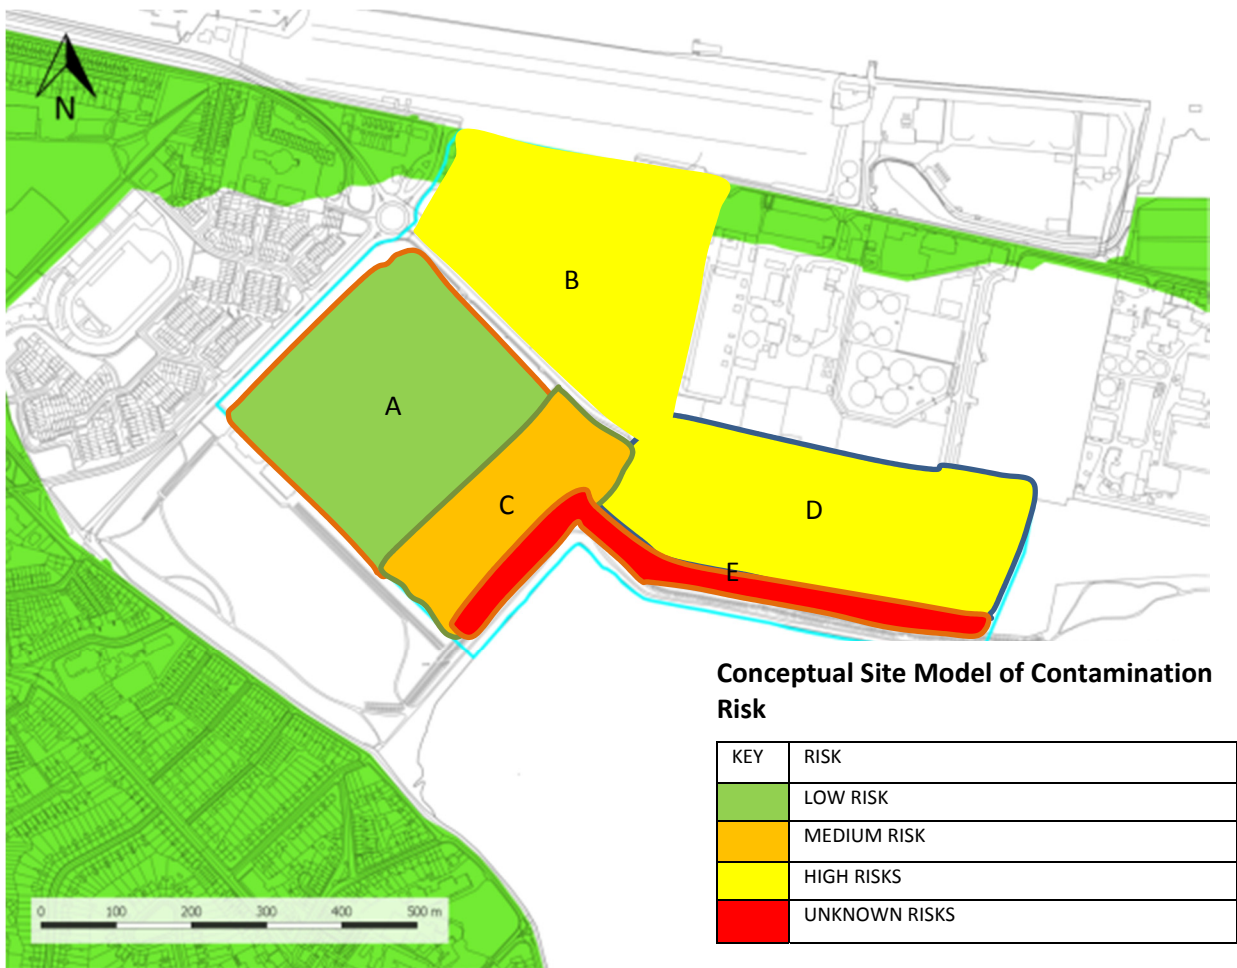 N
B
A
C
D
E
Conceptual Site Model of Contamination
Risk
KEY RISK
LOW RISK
MEDIUM RISK
HIGH RISKS
UNKNOWN RISKS
0 100 200 300 400 500 m